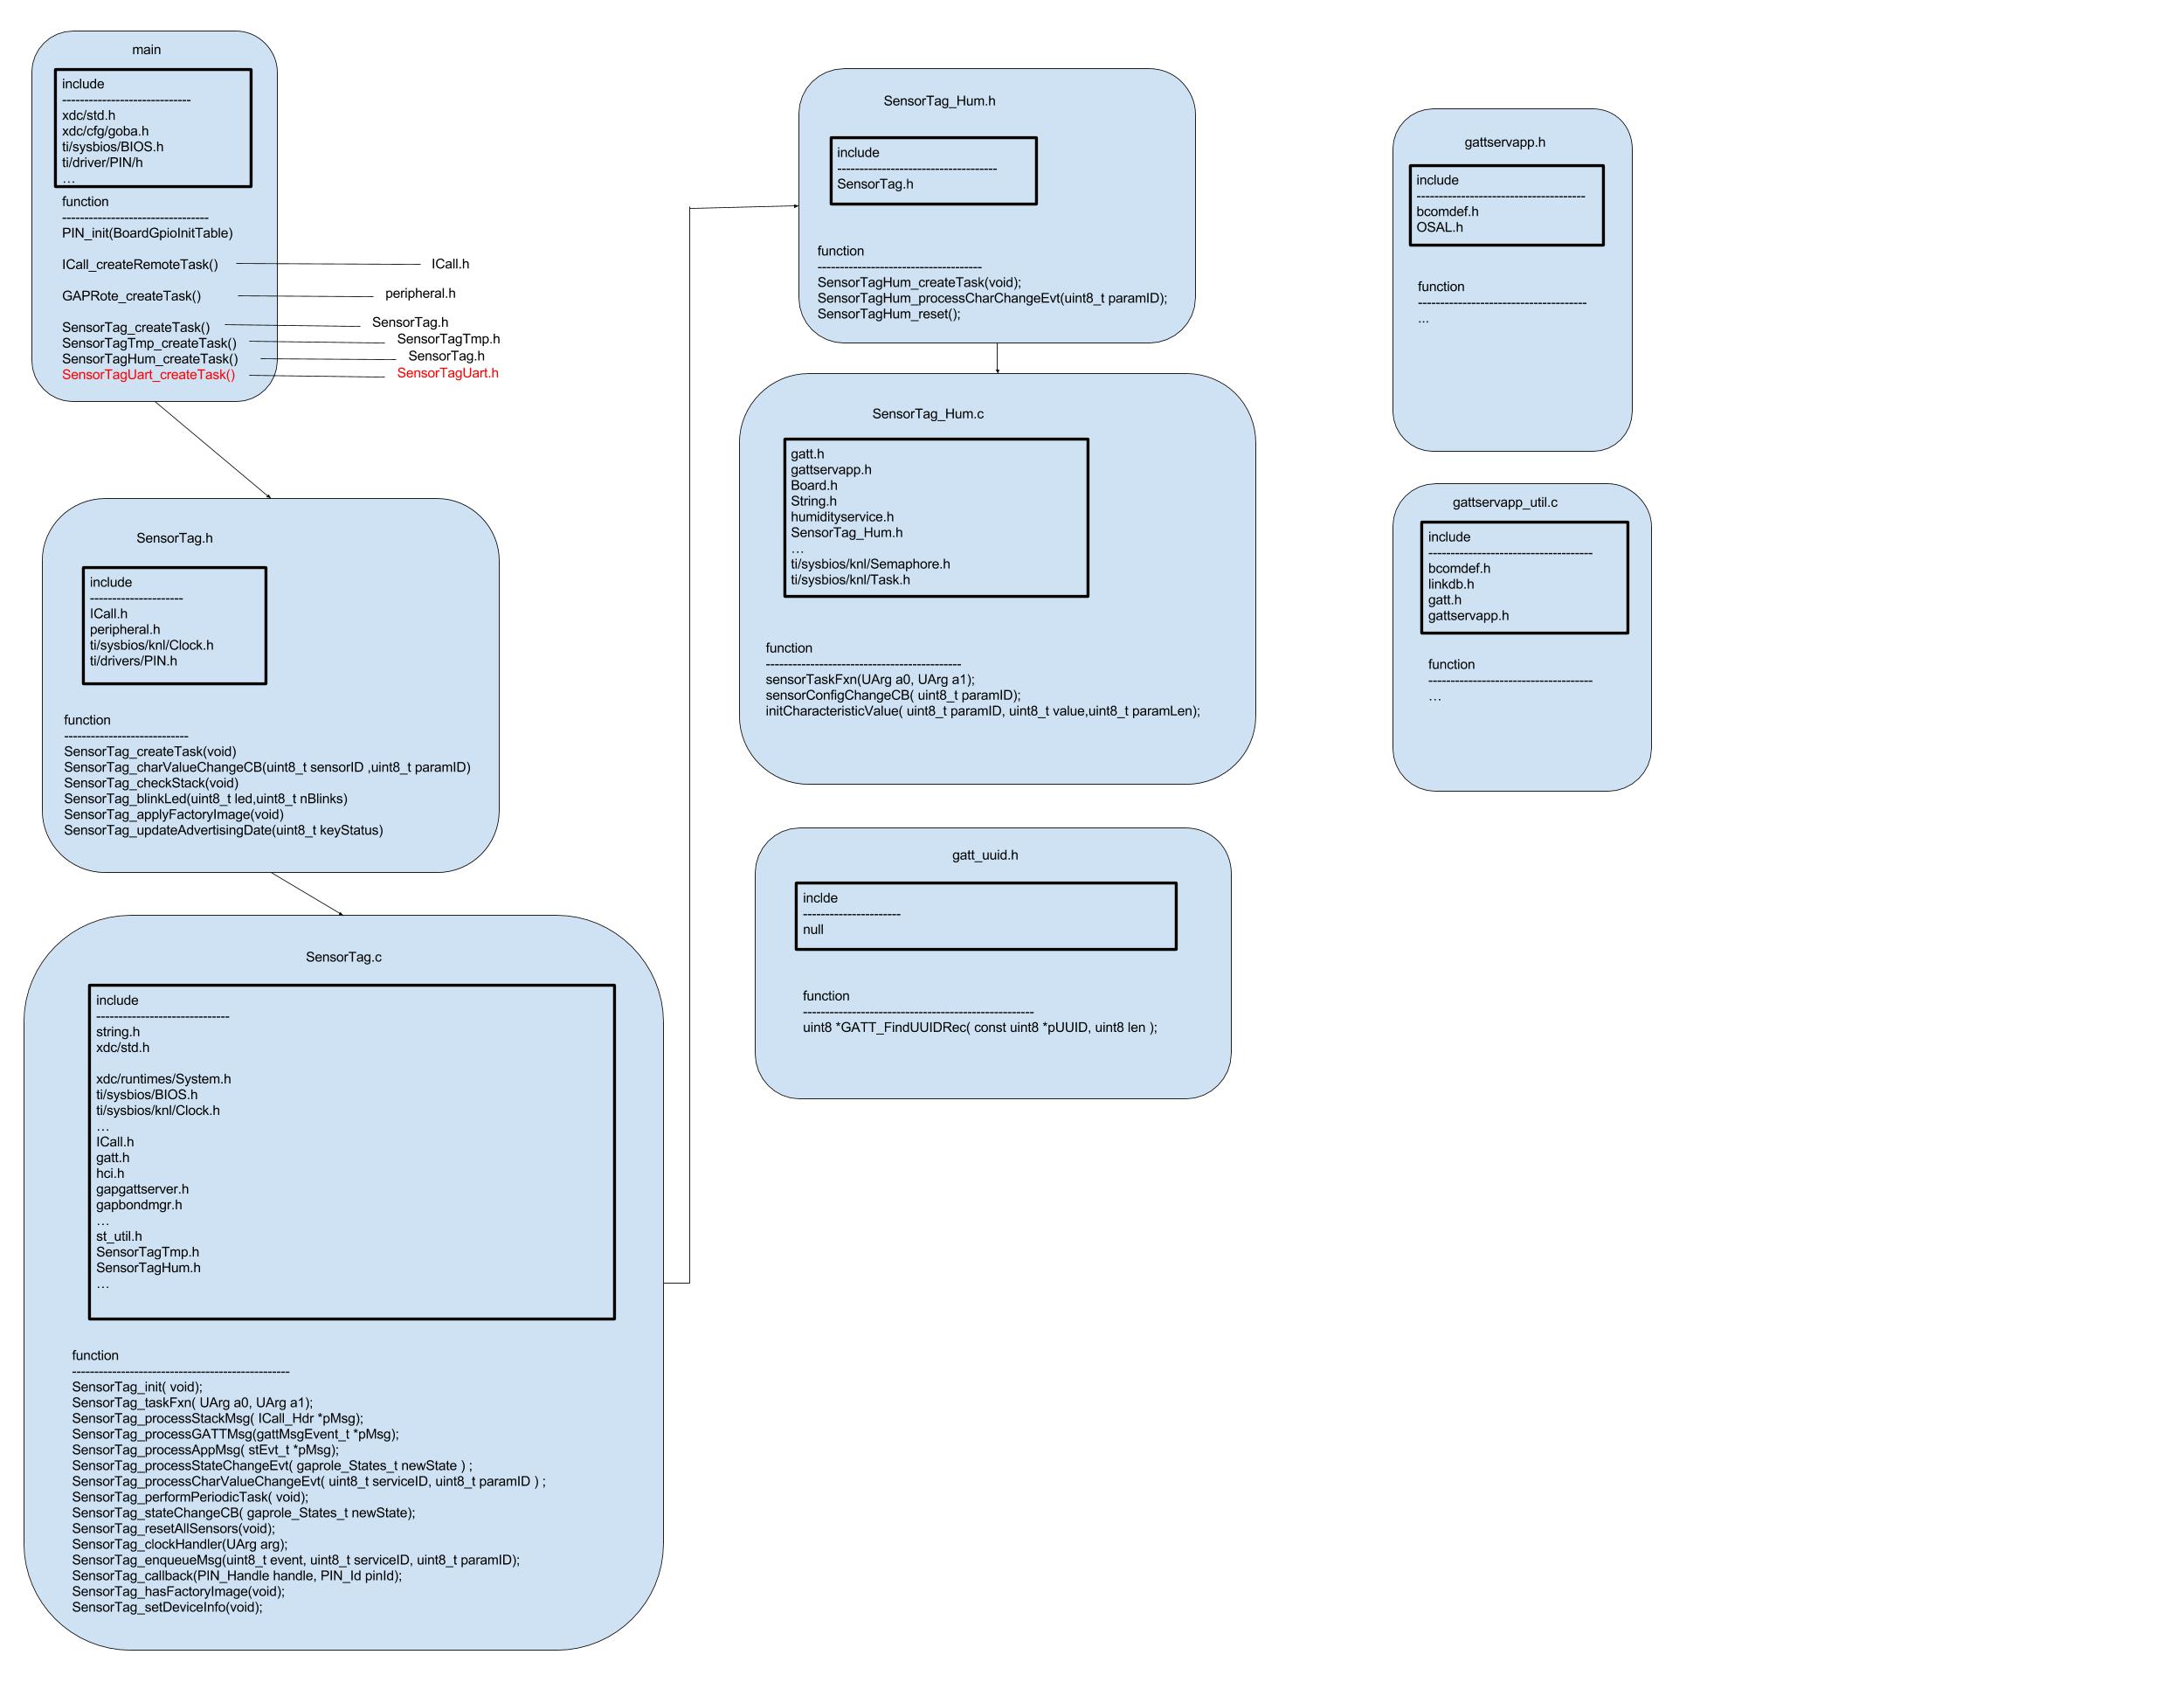 main
include
-----------------------------
xdc/std.h
xdc/cfg/goba.h
ti/sysbios/BIOS.h
ti/driver/PIN/h
…
function
---------------------------------
PIN_init(BoardGpioInitTable)
ICall_createRemoteTask()
ICall.h
GAPRote_createTask()
peripheral.h
SensorTag_createTask()
SensorTag.h
SensorTagTmp_createTask()
SensorTagTmp.h
SensorTagHum_createTask()
SensorTag.h
SensorTagUart_createTask()
SensorTagUart.h
SensorTag.h
include
---------------------
ICall.h
peripheral.h
ti/sysbios/knl/Clock.h
ti/drivers/PIN.h
function
----------------------------
SensorTag_createTask(void)
SensorTag_charValueChangeCB(uint8_t sensorID ,uint8_t paramID)
SensorTag_checkStack(void)
SensorTag_blinkLed(uint8_t led,uint8_t nBlinks)
SensorTag_applyFactoryImage(void)
SensorTag_updateAdvertisingDate(uint8_t keyStatus)
SensorTag.c
include
------------------------------
string.h
xdc/std.h
xdc/runtimes/System.h
ti/sysbios/BIOS.h
ti/sysbios/knl/Clock.h
…
ICall.h
gatt.h
hci.h
gapgattserver.h
gapbondmgr.h
…
st_util.h
SensorTagTmp.h
SensorTagHum.h
…
function
-------------------------------------------------
SensorTag_init( void);
SensorTag_taskFxn( UArg a0, UArg a1);
SensorTag_processStackMsg( ICall_Hdr *pMsg);
SensorTag_processGATTMsg(gattMsgEvent_t *pMsg);
SensorTag_processAppMsg( stEvt_t *pMsg);
SensorTag_processStateChangeEvt( gaprole_States_t newState ) ;
SensorTag_processCharValueChangeEvt( uint8_t serviceID, uint8_t paramID ) ;
SensorTag_performPeriodicTask( void);
SensorTag_stateChangeCB( gaprole_States_t newState);
SensorTag_resetAllSensors(void);
SensorTag_clockHandler(UArg arg);
SensorTag_enqueueMsg(uint8_t event, uint8_t serviceID, uint8_t paramID);
SensorTag_callback(PIN_Handle handle, PIN_Id pinId);
SensorTag_hasFactoryImage(void);
SensorTag_setDeviceInfo(void);
SensorTag_Hum.h
include
------------------------------------
SensorTag.h
function
-------------------------------------
SensorTagHum_createTask(void);
SensorTagHum_processCharChangeEvt(uint8_t paramID);
SensorTagHum_reset();
SensorTag_Hum.c
gatt.h
gattservapp.h
Board.h
String.h
humidityservice.h
SensorTag_Hum.h
…
ti/sysbios/knl/Semaphore.h
ti/sysbios/knl/Task.h
function
--------------------------------------------
sensorTaskFxn(UArg a0, UArg a1);
sensorConfigChangeCB( uint8_t paramID);
initCharacteristicValue( uint8_t paramID, uint8_t value,uint8_t paramLen);
gatt_uuid.h
inclde
----------------------
null
function
----------------------------------------------------
uint8 *GATT_FindUUIDRec( const uint8 *pUUID, uint8 len );
gattservapp.h
include
--------------------------------------
bcomdef.h
OSAL.h
function
--------------------------------------
...
gattservapp_util.c
include
-------------------------------------
bcomdef.h
linkdb.h
gatt.h
gattservapp.h
function
-------------------------------------
…